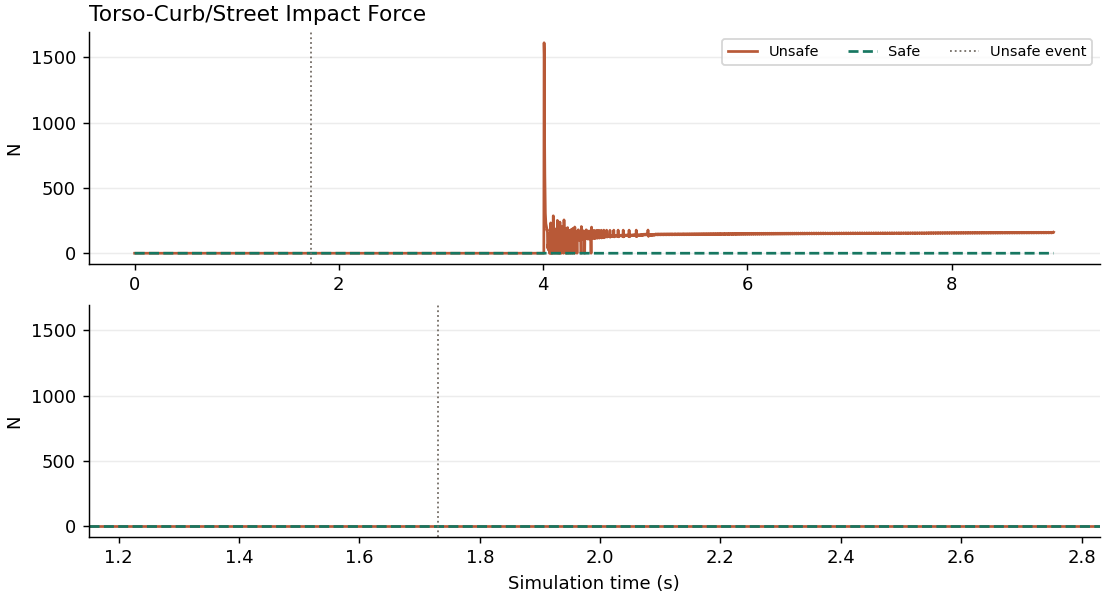 Torso-Curb/Street Impact Force
Unsafe Safe Unsafe event
1500
1000
500
0
N
0 2 4 6 8
1500
1000
500
0
N
1.2 1.4 1.6 1.8 2.0 2.2 2.4 2.6 2.8
Simulation time (s)